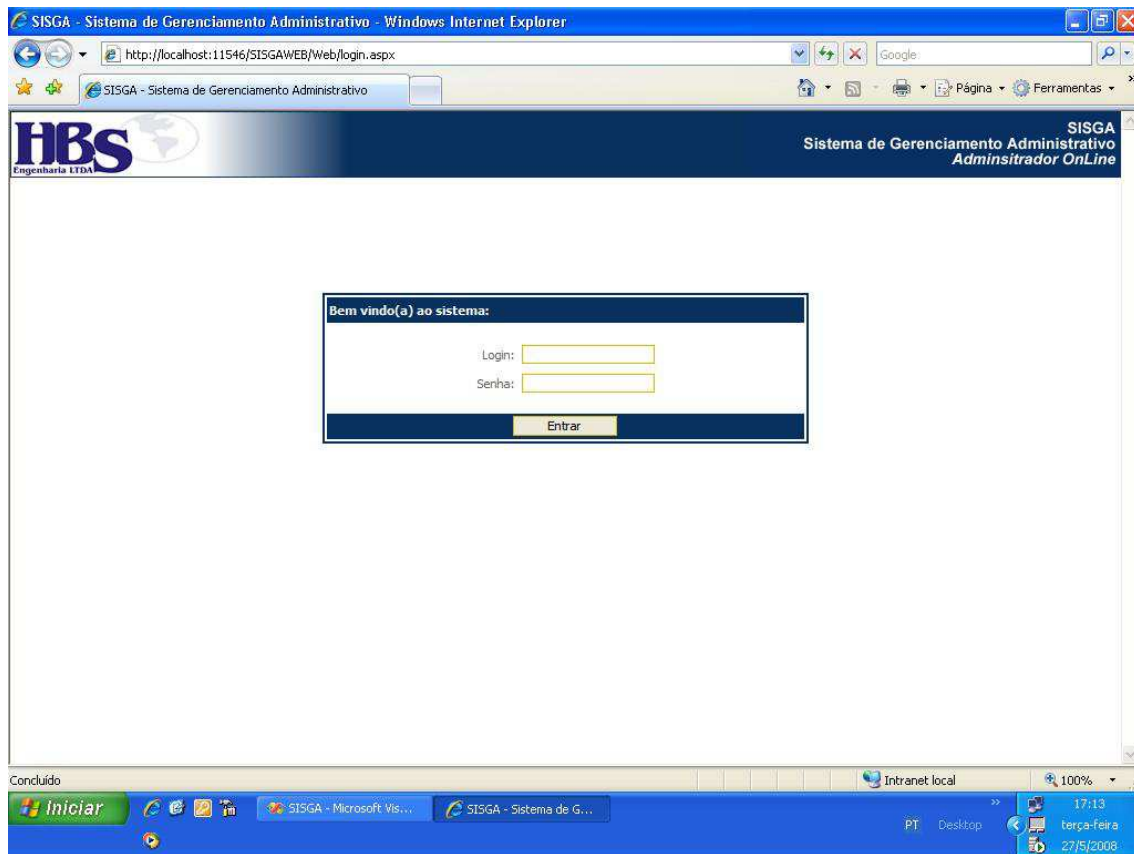 SISGA - Sistema de Gerenciamento Administrativo - Windows Internet Explorer
http://localhost:11546/SISGAWEB/Web/login.aspx
Google
SISGA - Sistema de Gerenciamento Administrativo
Página
Ferramentas
»
HBS
Engenharia LTDA
SISGA
Sistema de Gerenciamento Administrativo
Adminsitrador OnLine
Bem vindo(a) ao sistema:
Login:
Senha:
Entrar
Concluído
Intranet local
100%
Iniciar
SISGA - Microsoft Vis...
SISGA - Sistema de G...
PT
Desktop
»
17:13
terça-feira
27/5/2008